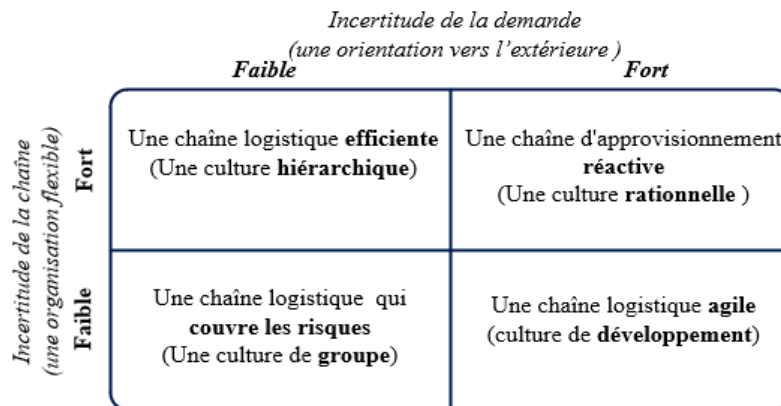 Incertitude de la demande
(une orientation vers l’extérieure )
Faible
Fort
Incertitude de la chaîne
(une organisation flexible)
Fort
Une chaîne logistique efficiente
(Une culture hiérarchique)
Une chaîne d'approvisionnement
réactive
(Une culture rationnelle )
Faible
Une chaîne logistique qui
couvre les risques
(Une culture de groupe)
Une chaîne logistique agile
(culture de développement)